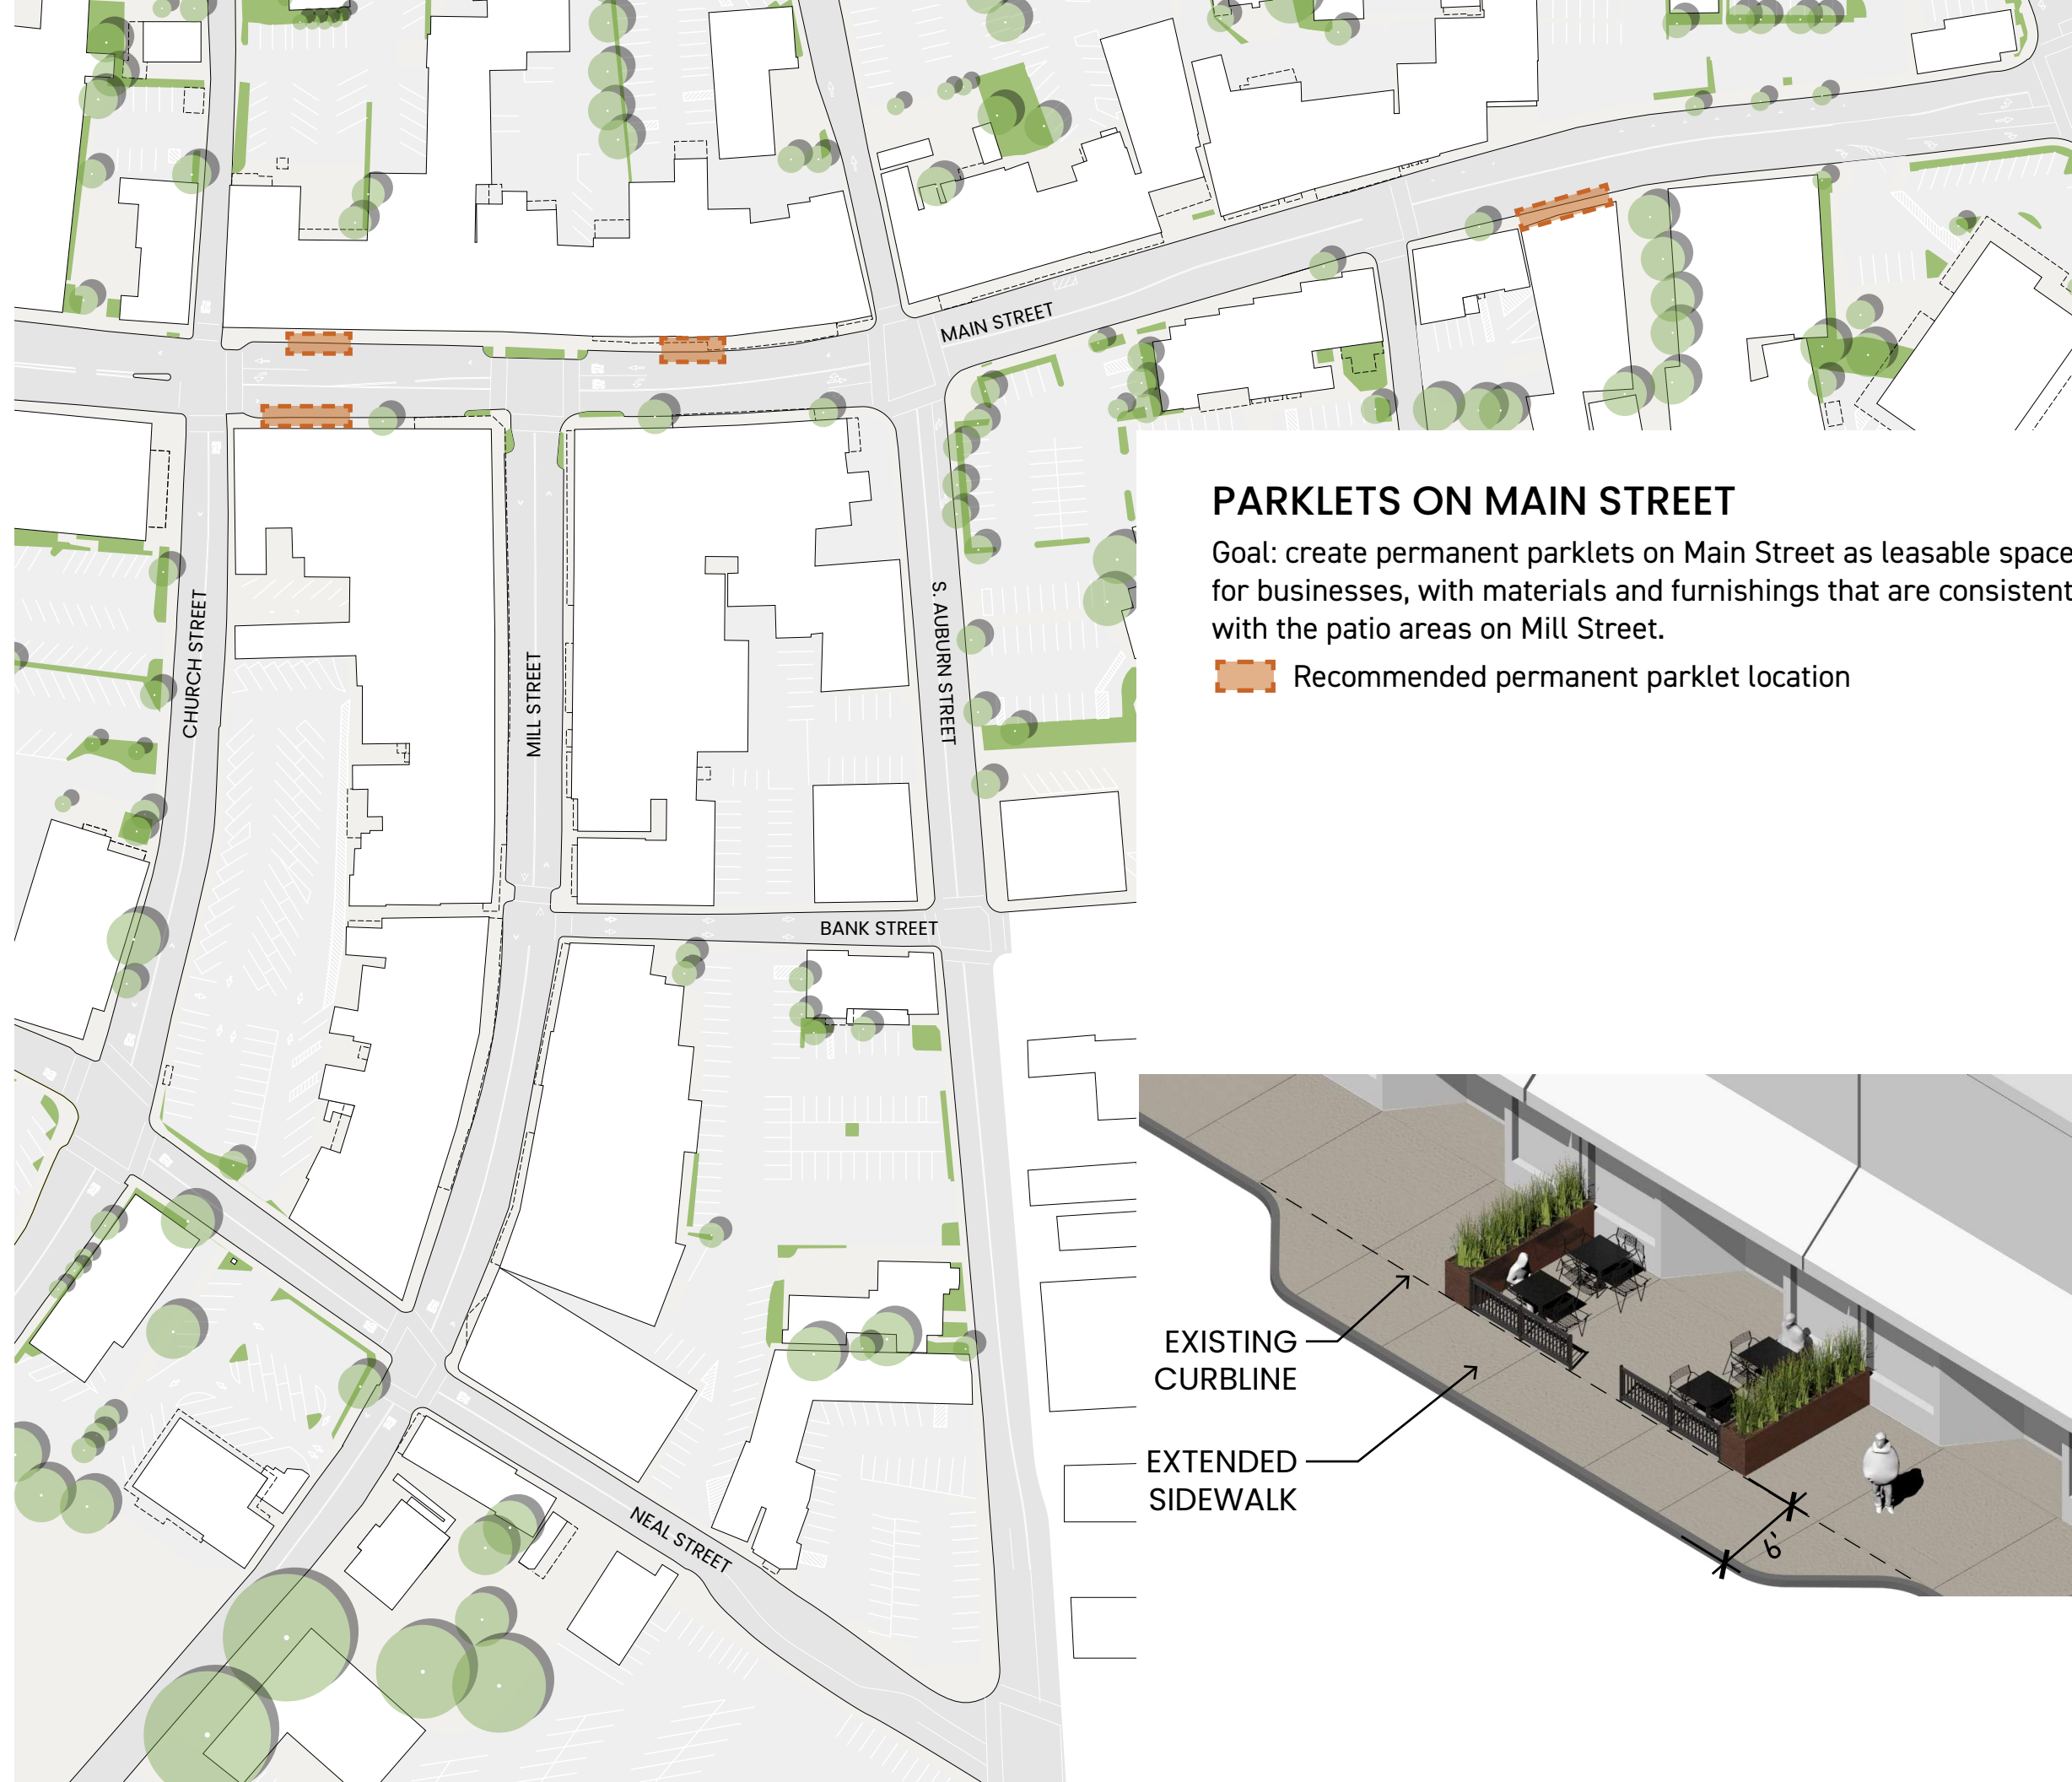 MAIN STREET
PARKLETS ON MAIN STREET
Goal: create permanent parklets on Main Street as leasable space
for businesses, with materials and furnishings that are consistent
with the patio areas on Mill Street.
Recommended permanent parklet location
CHURCH STREET
MILL STREET
S. AUBURN STREET
BANK STREET
NEAL STREET
EXISTING
CURBLINE
EXTENDED
SIDEWALK
6'